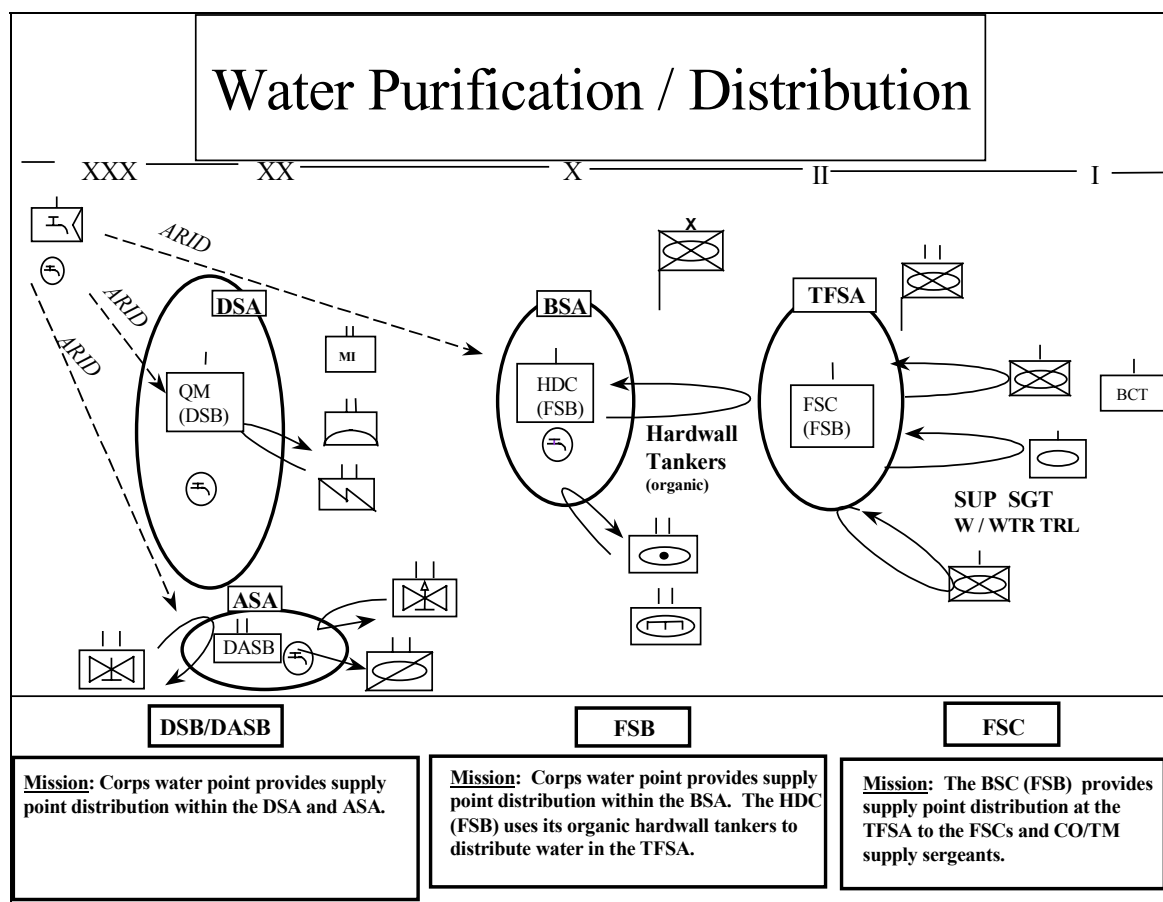 Water Purification / Distribution
XXX
XX
X
II
I
ARID
ARID
ARID
X
DSA
BSA
TFSA
MI
QM
(DSB)
HDC
(FSB)
FSC
(FSB)
BCT
Hardwall
Tankers
(organic)
SUP SGT
W / WTR TRL
ASA
DASB
DSB/DASB
FSB
FSC
Mission: Corps water point provides supply
point distribution within the DSA and ASA.
Mission: Corps water point provides supply
point distribution within the BSA. The HDC
(FSB) uses its organic hardwall tankers to
distribute water in the TFSA.
Mission: The BSC (FSB) provides
supply point distribution at the
TFSA to the FSCs and CO/TM
supply sergeants.